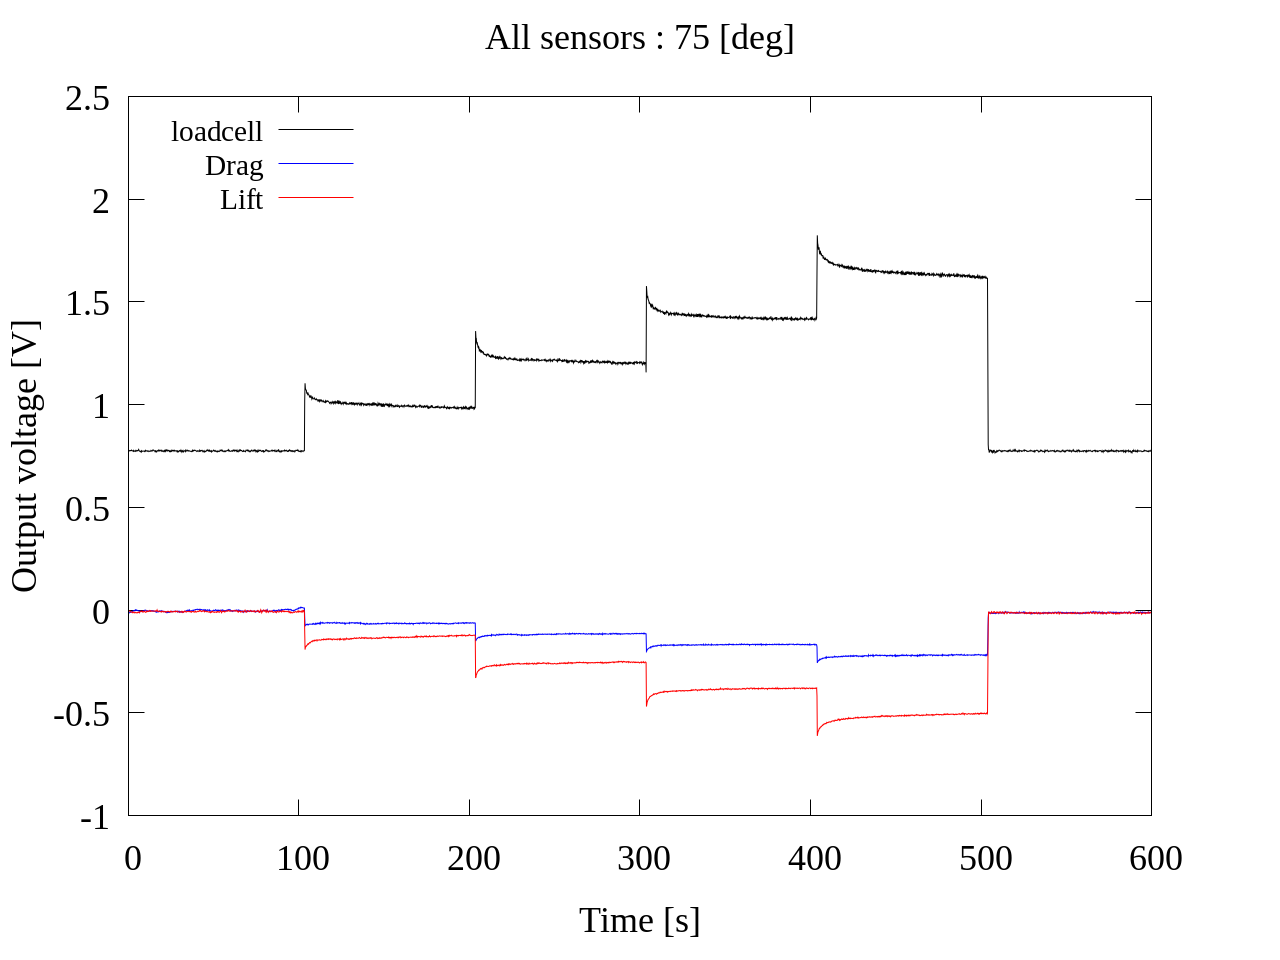 All sensors : 75 [deg]
2.5
2
1.5
1
0.5
0
-0.5
-1
Output voltage [V]
loadcell
Drag
Lift
0 100 200 300 400 500 600
Time [s]